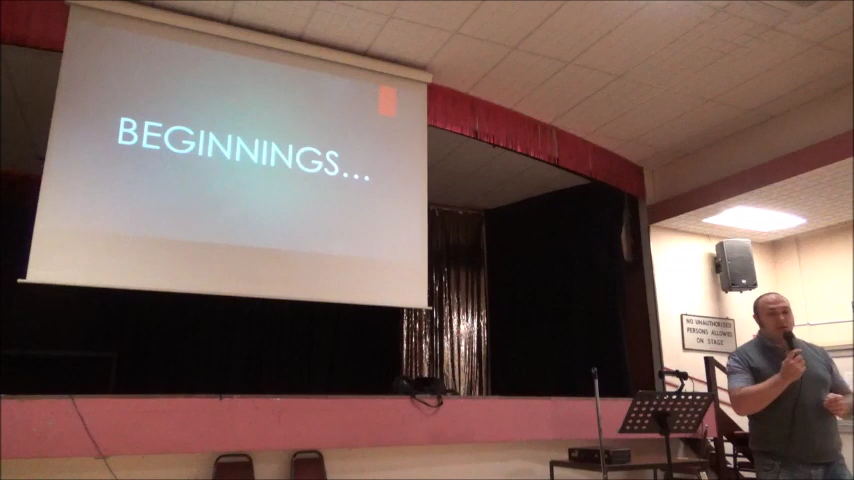 BEGINNINGS...
NO UNAUTHORIZED
PERSONS ALLOWED
ON STAGE